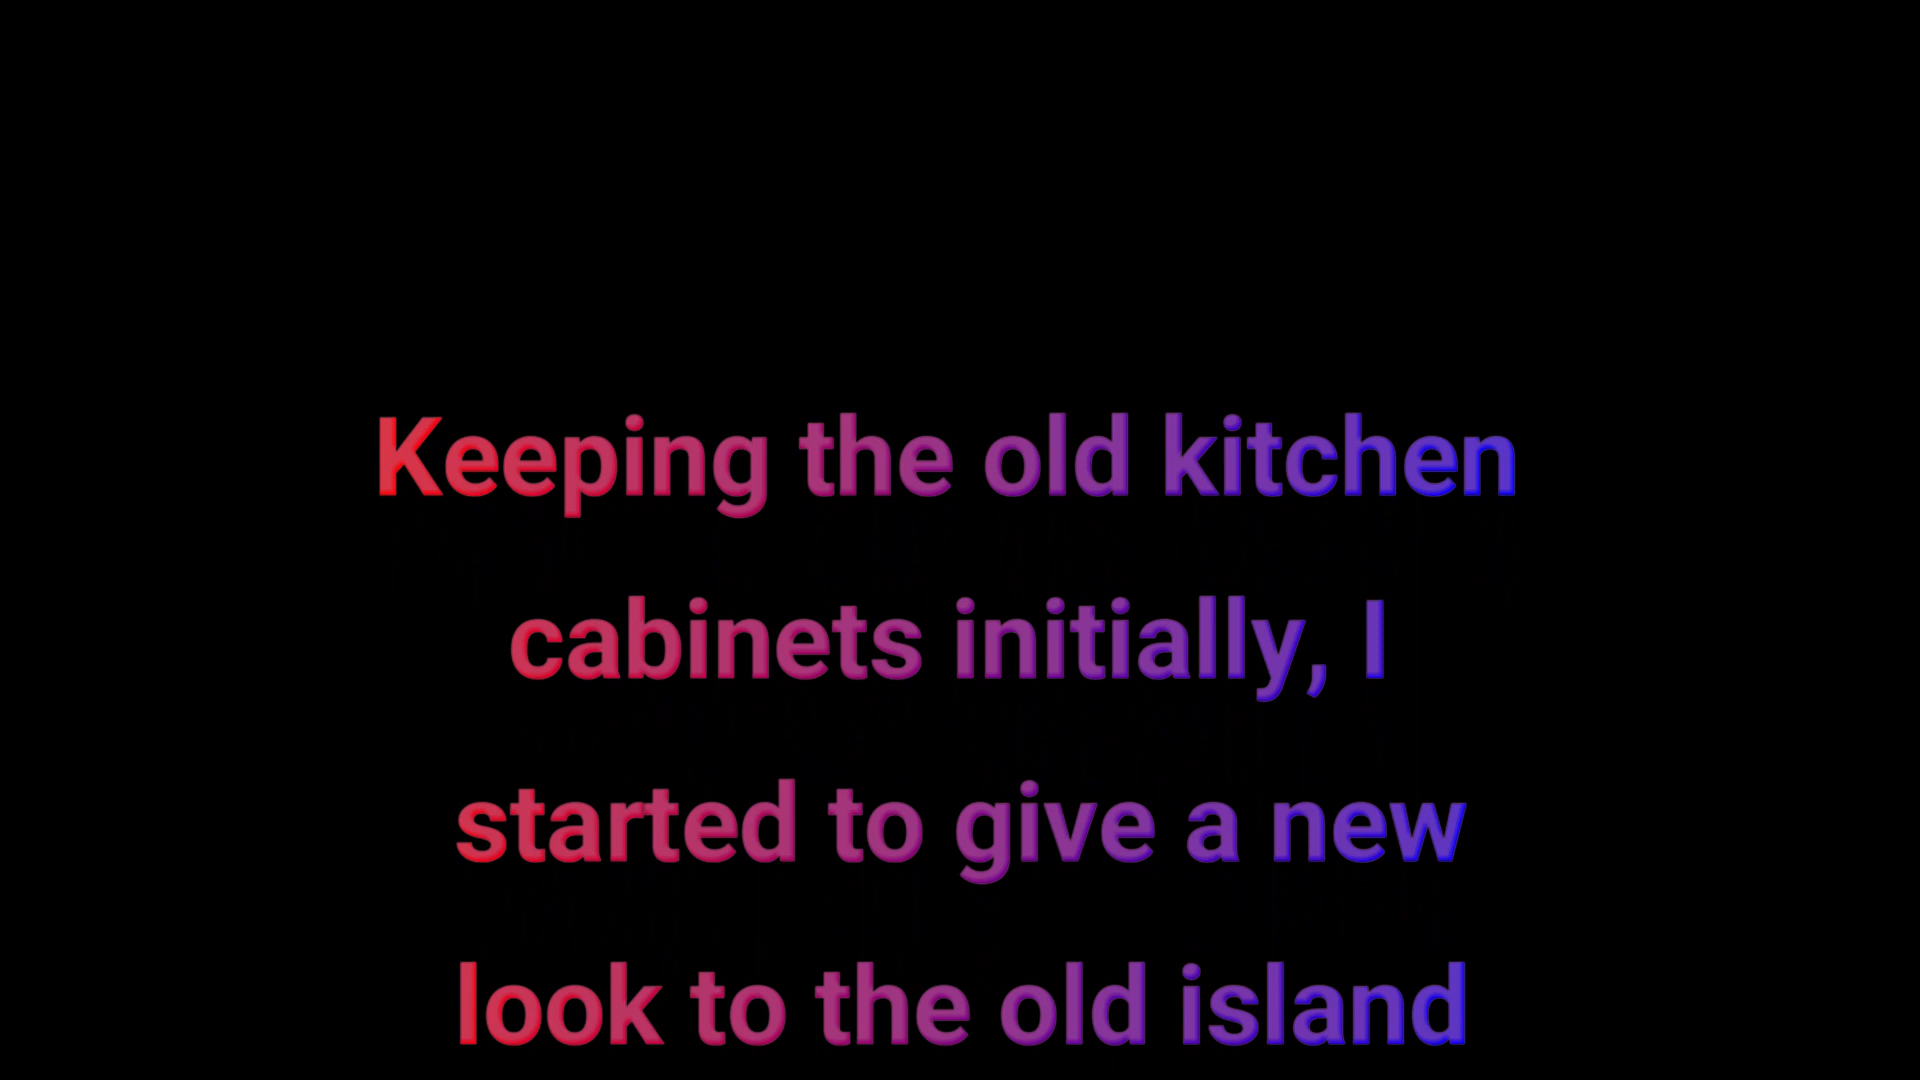 Keeping the old kitchen
cabinets initially, I
started to give a new
look to the old island